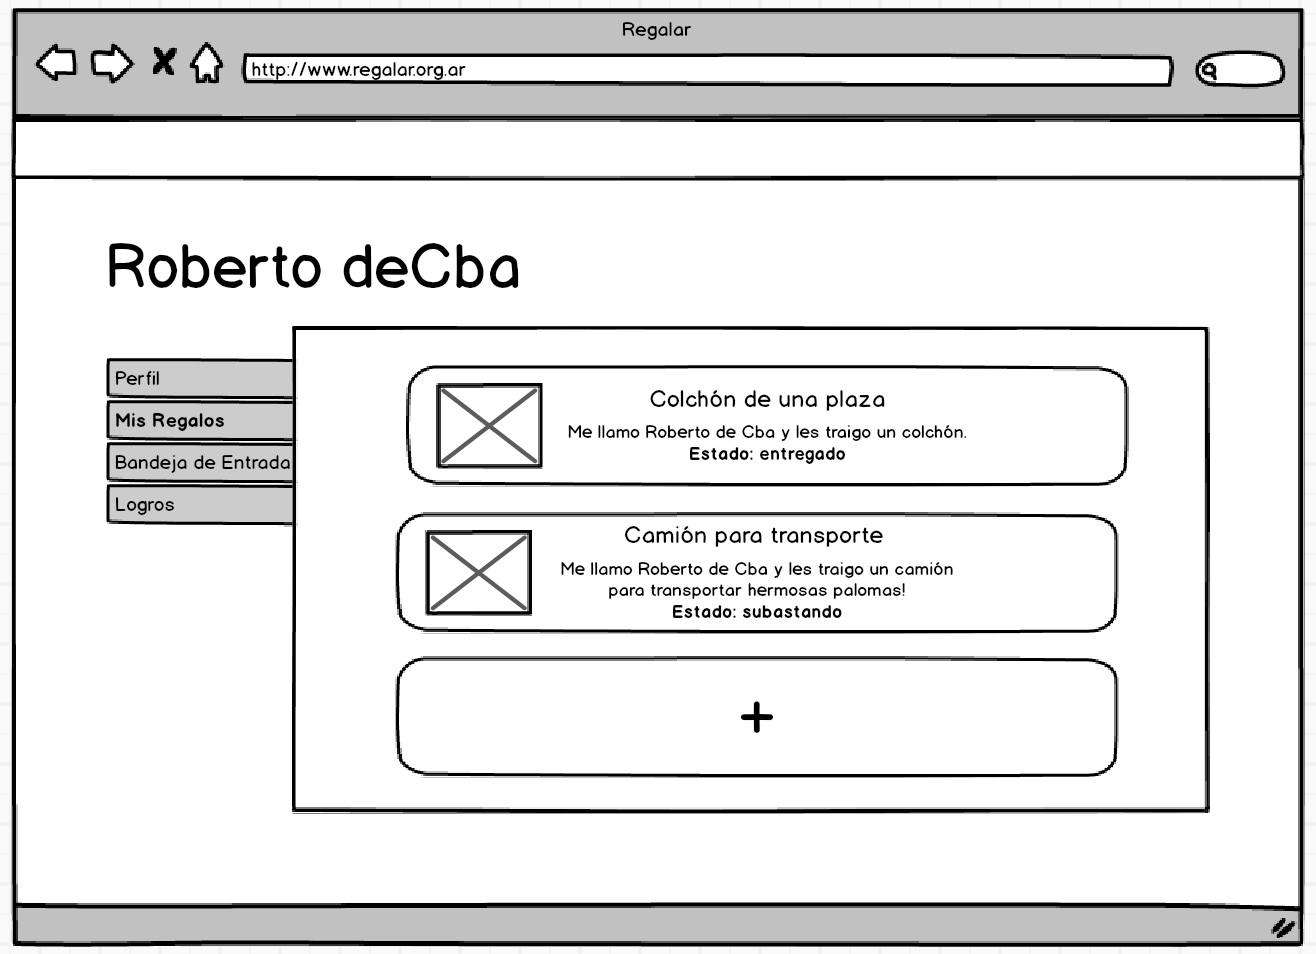 Regalar
http://www.regalar.org.ar
Roberto deCba
Perfil
Mis Regalos
Bandeja de Entrada
Logros
Colchón de una plaza
Me llamo Roberto de Cba y les traigo un colchón.
Estado: entregado
Camión para transporte
Me llamo Roberto de Cba y les traigo un camión
para transportar hermosas palomas!
Estado: subastando
+